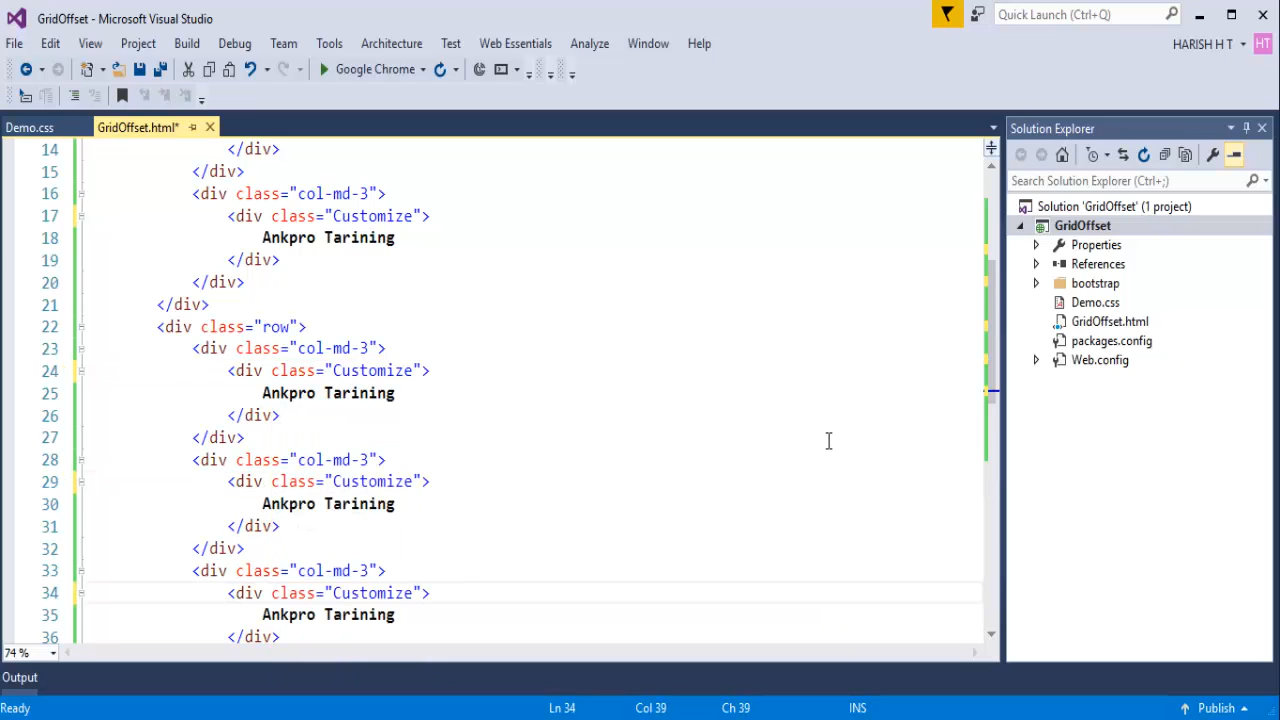 GridOffset - Microsoft Visual Studio
Quick Launch (Ctrl+Q)
File Edit View Project Build Debug Team Tools Architecture Test Web Essentials Analyze Window Help
HARISH H T HT
Google Chrome
Demo.css GridOffset.html*
Solution Explorer
Search Solution Explorer (Ctrl+;)
Solution 'GridOffset' (1 project)
GridOffset
Properties
References
bootstrap
Demo.css
GridOffset.html
packages.config
Web.config
14 </div>
15 </div>
16 <div class="col-md-3">
17 <div class="Customize">
18 Ankpro Tarining
19 </div>
20 </div>
21 </div>
22 <div class="row">
23 <div class="col-md-3">
24 <div class="Customize">
25 Ankpro Tarining
26 </div>
27 </div>
28 <div class="col-md-3">
29 <div class="Customize">
30 Ankpro Tarining
31 </div>
32 </div>
33 <div class="col-md-3">
34 <div class="Customize">
35 Ankpro Tarining
36 </div>
74 %
Output
Ready Ln 34 Col 39 Ch 39 INS Publish